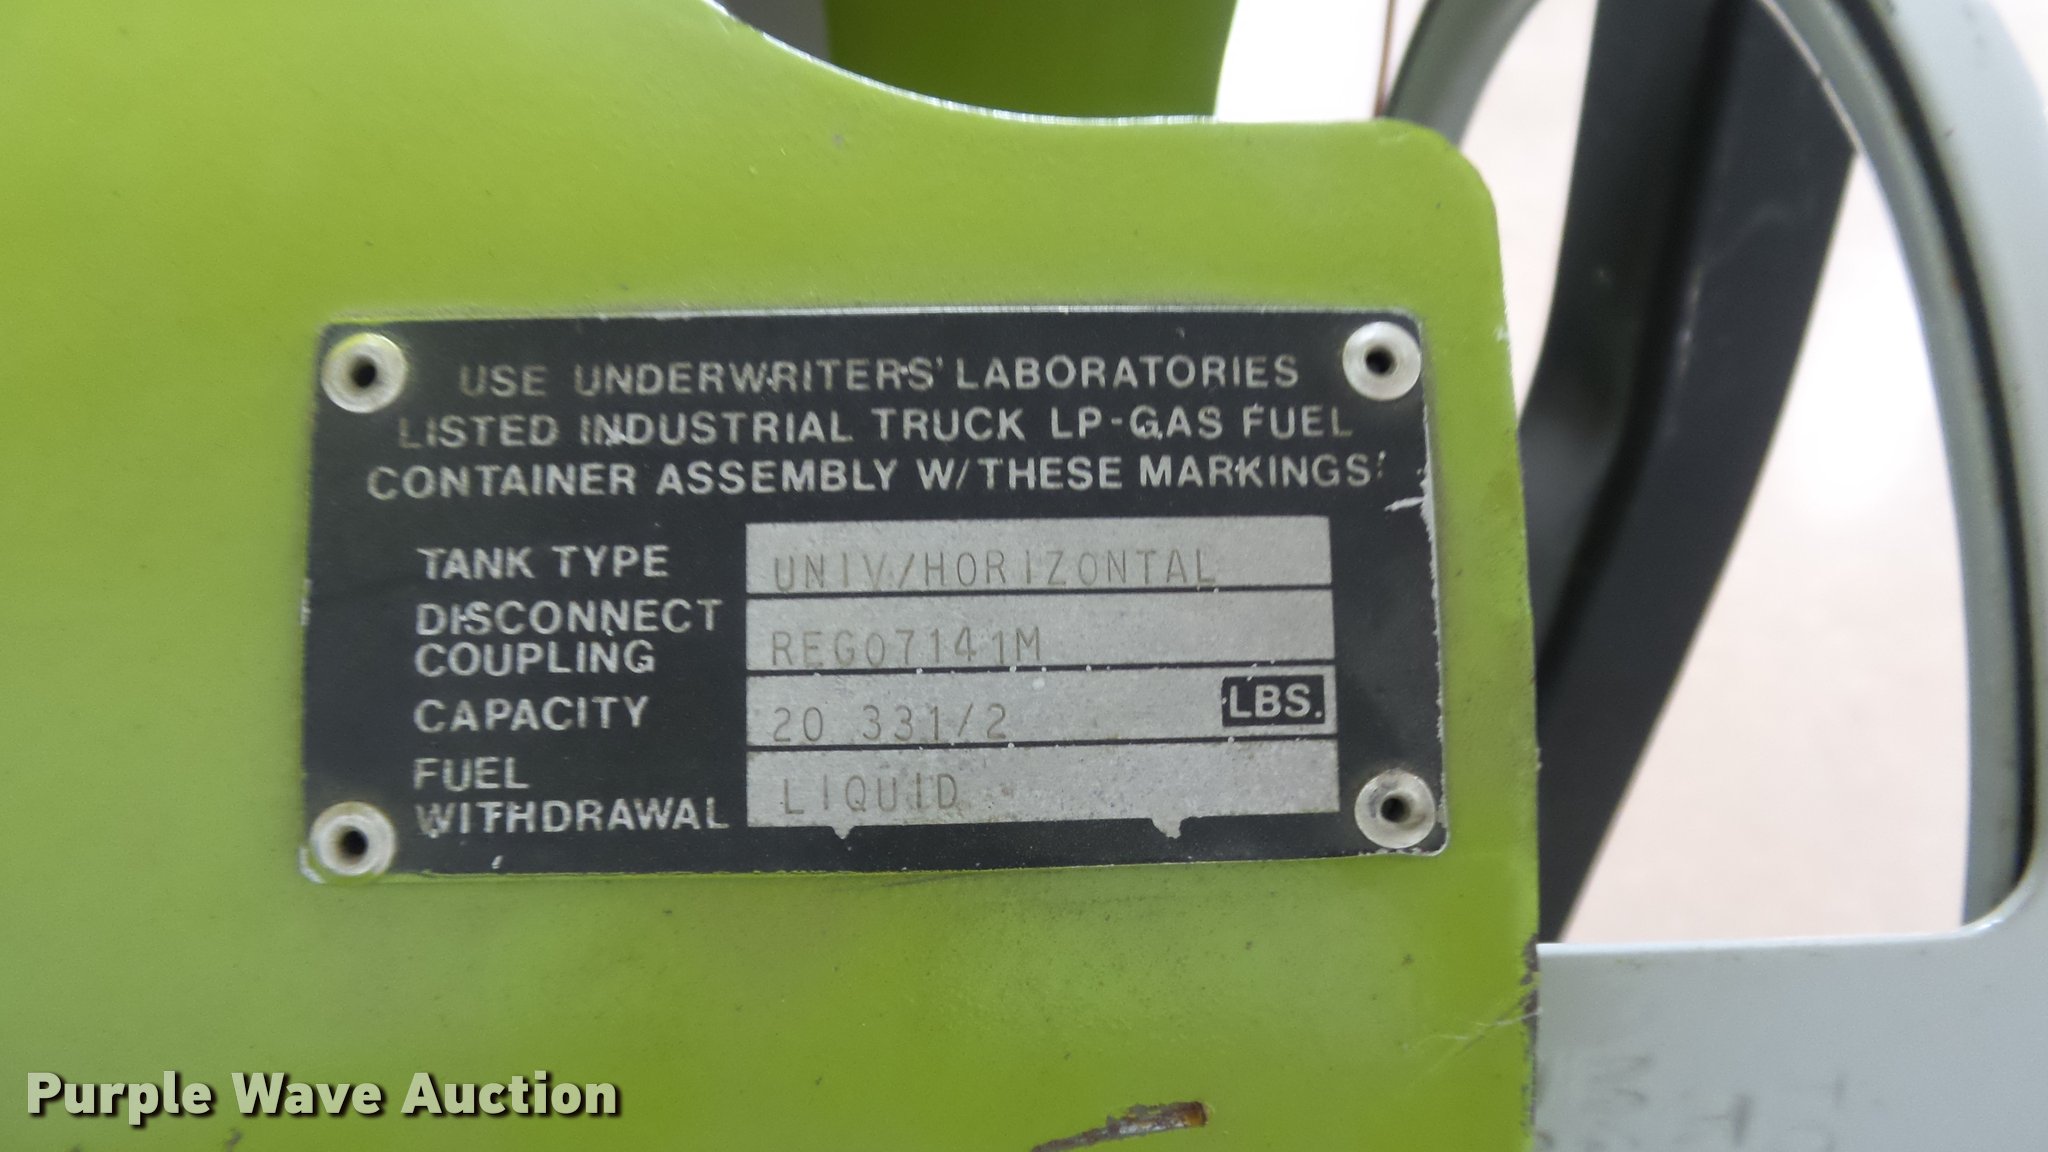 USE UNDERWRITERS' LABORATORIES
LISTED INDUSTRIAL TRUCK LP-GAS FUEL
CONTAINER ASSEMBLY W/THESE MARKINGS:
TANK TYPE UNIV/HORIZONTAL
DISCONNECT
COUPLING REG07141M
CAPACITY 20 331/2 LBS.
FUEL
WITHDRAWAL LIQUID
Purple Wave Auction